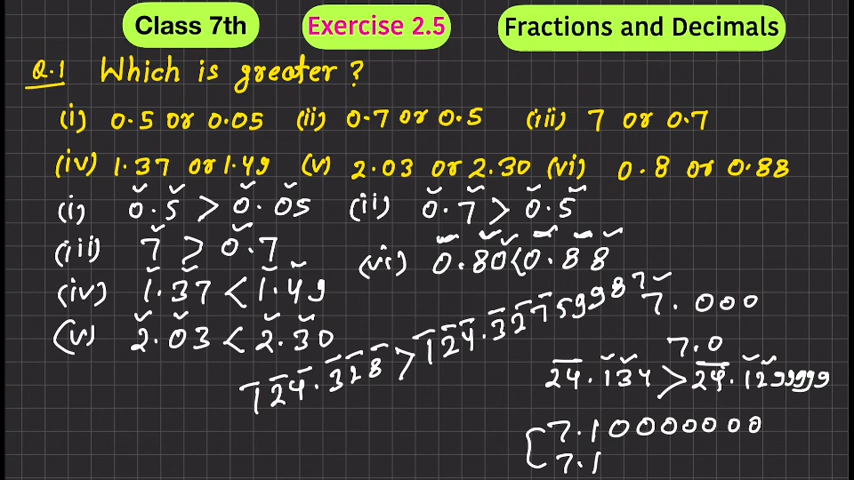 Class 7th Exercise 2.5 Fractions and Decimals
Q.1 Which is greater ?
(i) 0.5 or 0.05 (ii) 0.7 or 0.5 (iii) 7 or 0.7
(iv) 1.37 or 1.49 (v) 2.03 or 2.30 (vi) 0.8 or 0.88
(i) 0.5 > 0.05 (ii) 0.7 > 0.5
(iii) 7 > 0.7 (vi) 0.80 < 0.88
(iv) 1.37 < 1.49
(v) 2.03 < 2.30
124.328 > 124.32759987
7.000
7.0
24.134 > 24.1299999
7.10000000
7.1